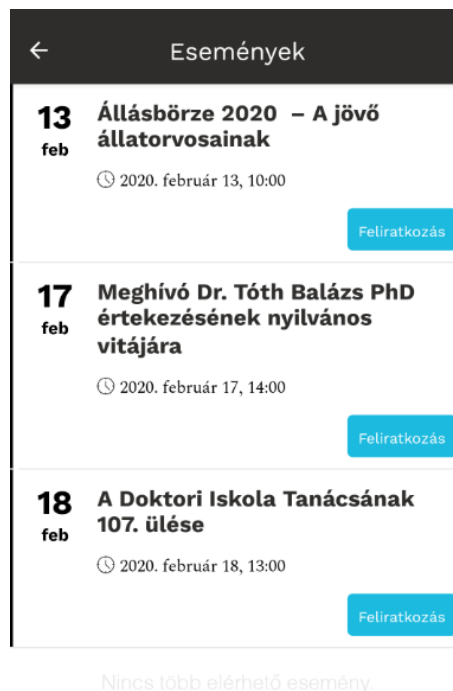 Események
13
feb
Állásbörze 2020 – A jövő
állatorvosainak
2020. február 13, 10:00
Feliratkozás
17
feb
Meghívó Dr. Tóth Balázs PhD
értekezésének nyilvános
vitájára
2020. február 17, 14:00
Feliratkozás
18
feb
A Doktori Iskola Tanácsának
107. ülése
2020. február 18, 13:00
Feliratkozás
Nincs több elérhető esemény.